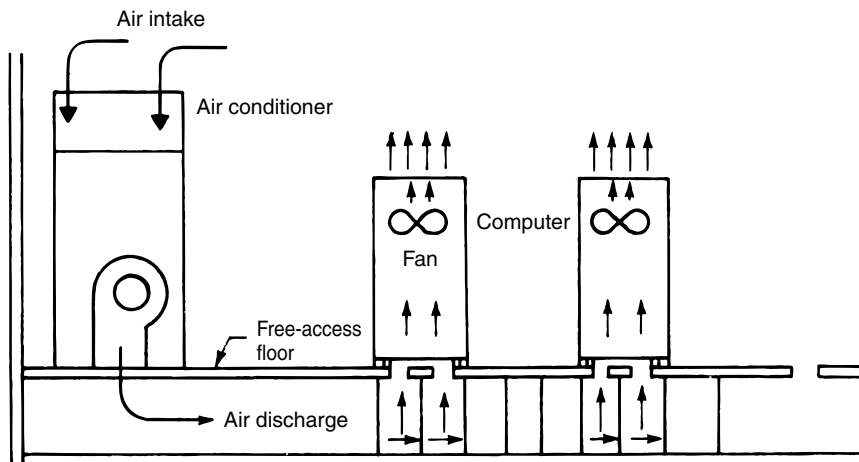 Air intake
Air conditioner
Computer
Fan
Free-access
floor
Air discharge